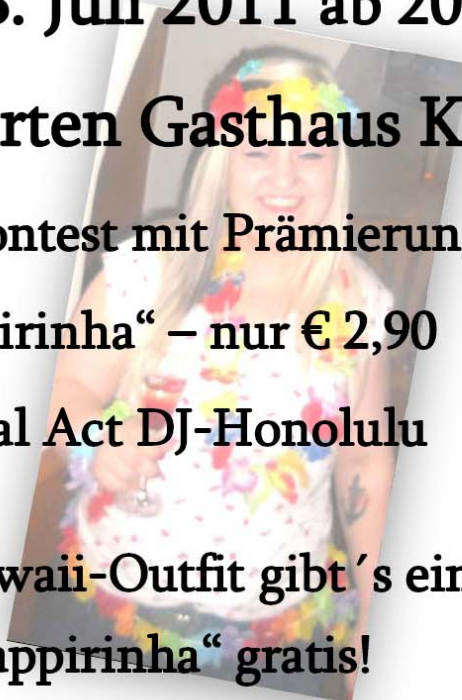 . Juli 2011 ab 20
rten Gasthaus K
ontest mit Prämierun
irinha“ – nur € 2,90
al Act DJ-Honolulu
waii-Outfit gibt´s ein
appirinha“ gratis!